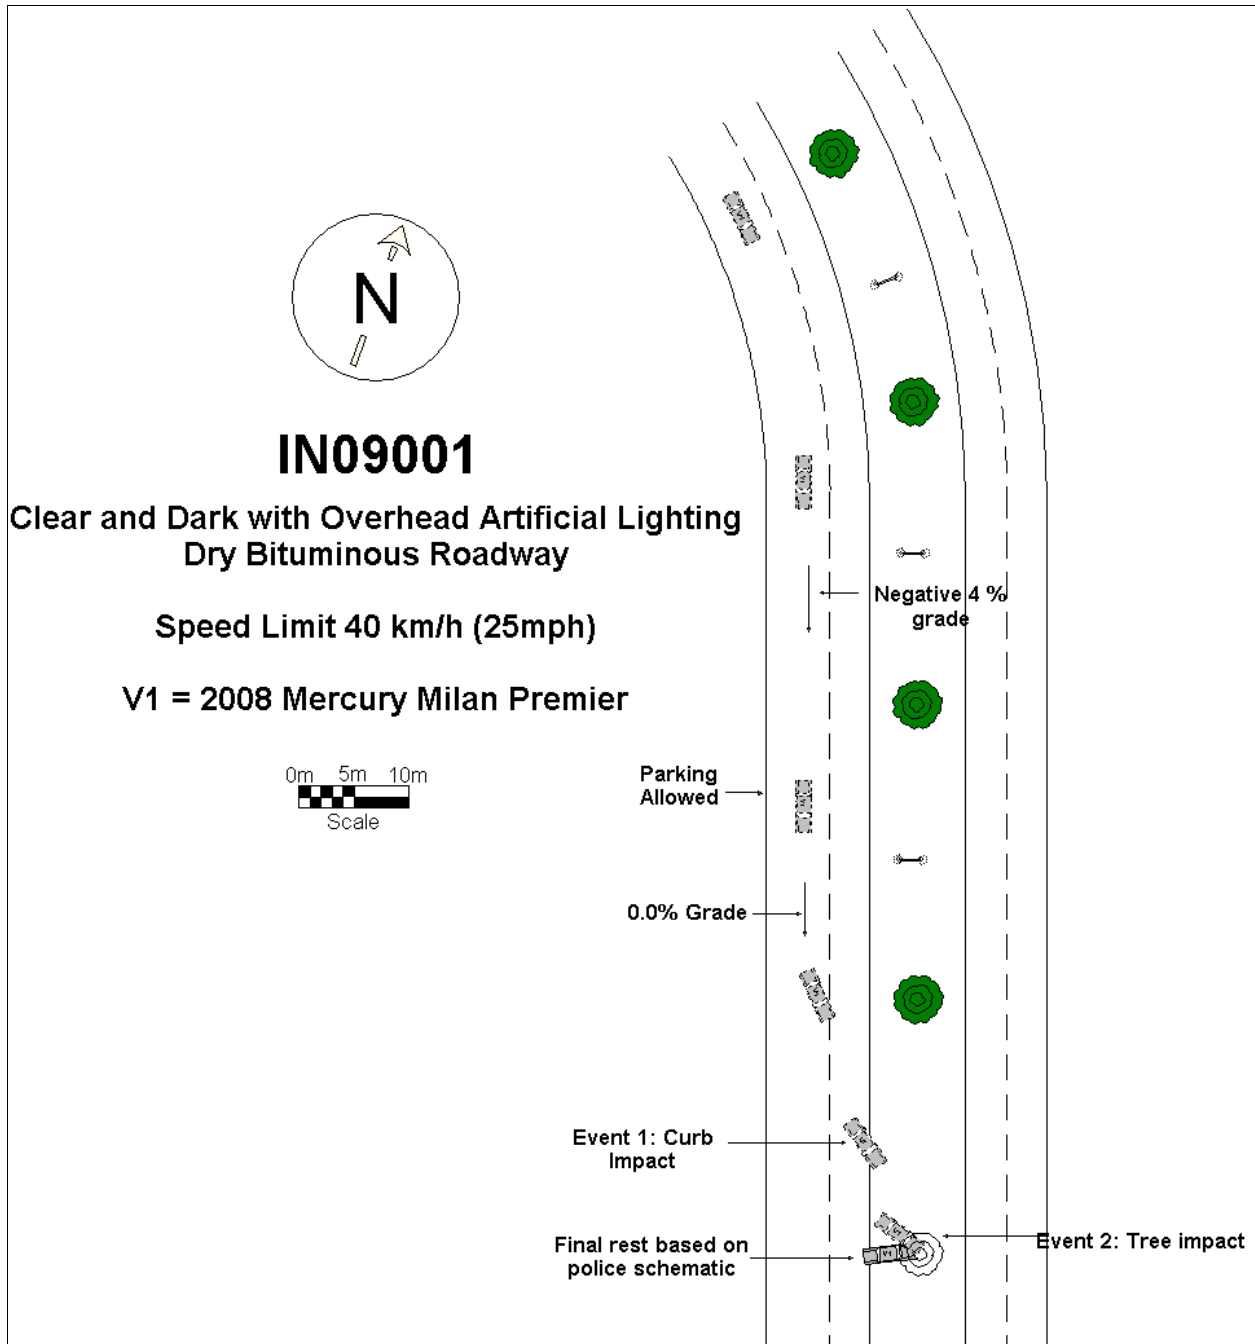 N
IN09001
Clear and Dark with Overhead Artificial Lighting
Dry Bituminous Roadway
Speed Limit 40 km/h (25mph)
V1 = 2008 Mercury Milan Premier
0m 5m 10m
Scale
Negative 4 %
grade
Parking
Allowed
0.0% Grade
Event 1: Curb
Impact
Event 2: Tree impact
Final rest based on
police schematic
V1